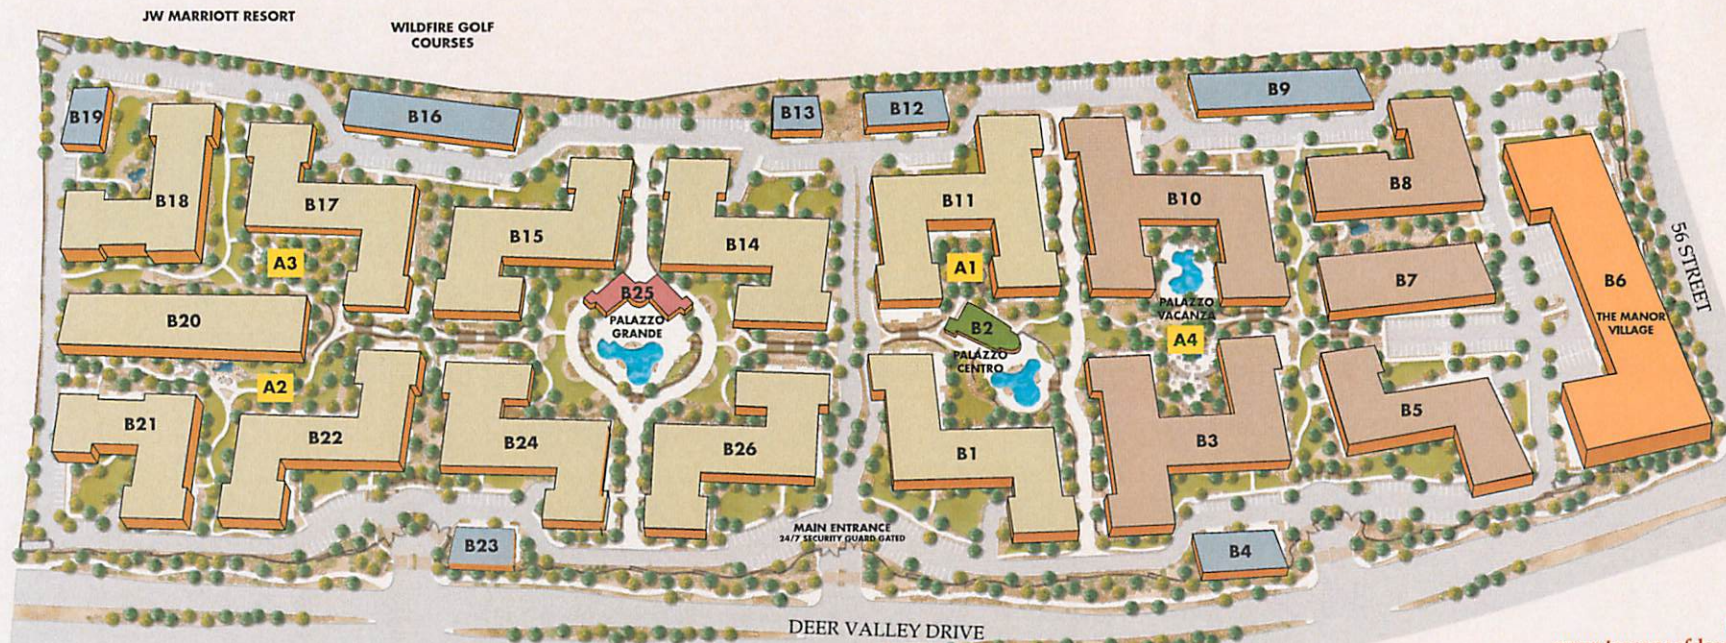 JW MARRIOTT RESORT
WILDFIRE GOLF
COURSES
B19
B16
B13
B12
B9
B18
B17
B15
B14
B11
B10
B8
A3
A1
B25
B7
B6
56 STREET
B20
PALAZZO
GRANDE
B2
PALAZZO
VACANZA
THE MANOR
VILLAGE
A4
PALAZZO
CENTRO
A2
B21
B22
B24
B26
B1
B3
B5
MAIN ENTRANCE
24/7 SECURITY GUARD GATED
B23
B4
DEER VALLEY DRIVE